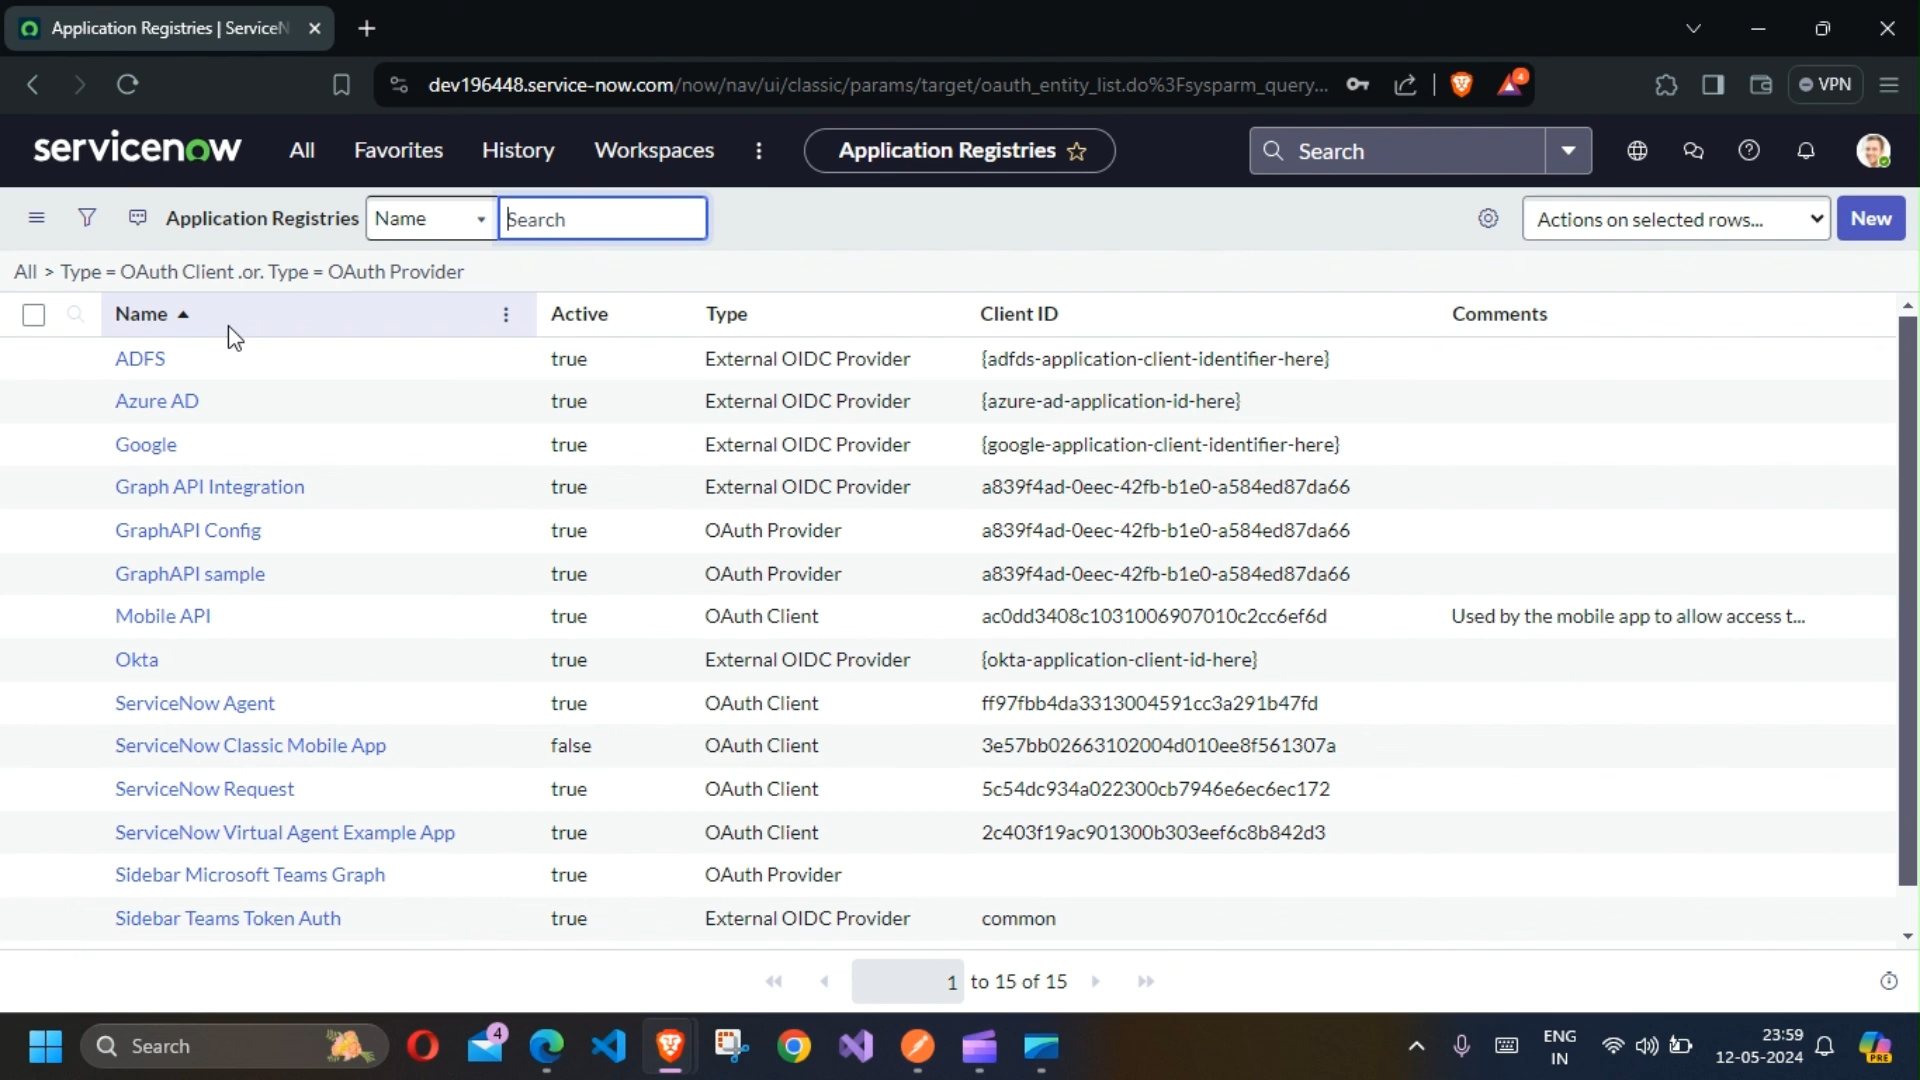 Application Registries | ServiceN
dev196448.service-now.com/now/nav/ui/classic/params/target/oauth_entity_list.do%3Fsysparm_query...
4
VPN
servicenow
All
Favorites
History
Workspaces
Application Registries
Search
Application Registries
Name
Search
Actions on selected rows...
New
All > Type = OAuth Client .or. Type = OAuth Provider
Name Active Type Client ID Comments
ADFS true External OIDC Provider {adfds-application-client-identifier-here}
Azure AD true External OIDC Provider {azure-ad-application-id-here}
Google true External OIDC Provider {google-application-client-identifier-here}
Graph API Integration true External OIDC Provider a839f4ad-0eec-42fb-b1e0-a584ed87da66
GraphAPI Config true OAuth Provider a839f4ad-0eec-42fb-b1e0-a584ed87da66
GraphAPI sample true OAuth Provider a839f4ad-0eec-42fb-b1e0-a584ed87da66
Mobile API true OAuth Client ac0dd3408c1031006907010c2cc6ef6d Used by the mobile app to allow access t...
Okta true External OIDC Provider {okta-application-client-id-here}
ServiceNow Agent true OAuth Client ff97fbb4da3313004591cc3a291b47fd
ServiceNow Classic Mobile App false OAuth Client 3e57bb02663102004d010ee8f561307a
ServiceNow Request true OAuth Client 5c54dc934a022300cb7946e6ec6ec172
ServiceNow Virtual Agent Example App true OAuth Client 2c403f19ac901300b303eef6c8b842d3
Sidebar Microsoft Teams Graph true OAuth Provider
Sidebar Teams Token Auth true External OIDC Provider common
1 to 15 of 15
Search
4
ENG
IN
23:59
12-05-2024
PRE